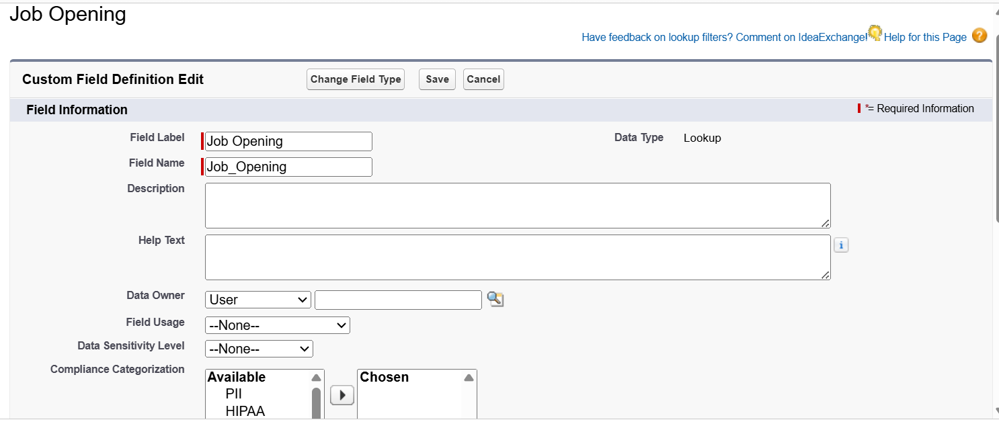 Job Opening
Have feedback on lookup filters? Comment on IdeaExchange! Help for this Page ?
Custom Field Definition Edit Change Field Type Save Cancel
Field Information *= Required Information
Field Label Job Opening Data Type Lookup
Field Name Job_Opening
Description
Help Text i
Data Owner User
Field Usage --None--
Data Sensitivity Level --None--
Compliance Categorization Available Chosen
PII
HIPAA